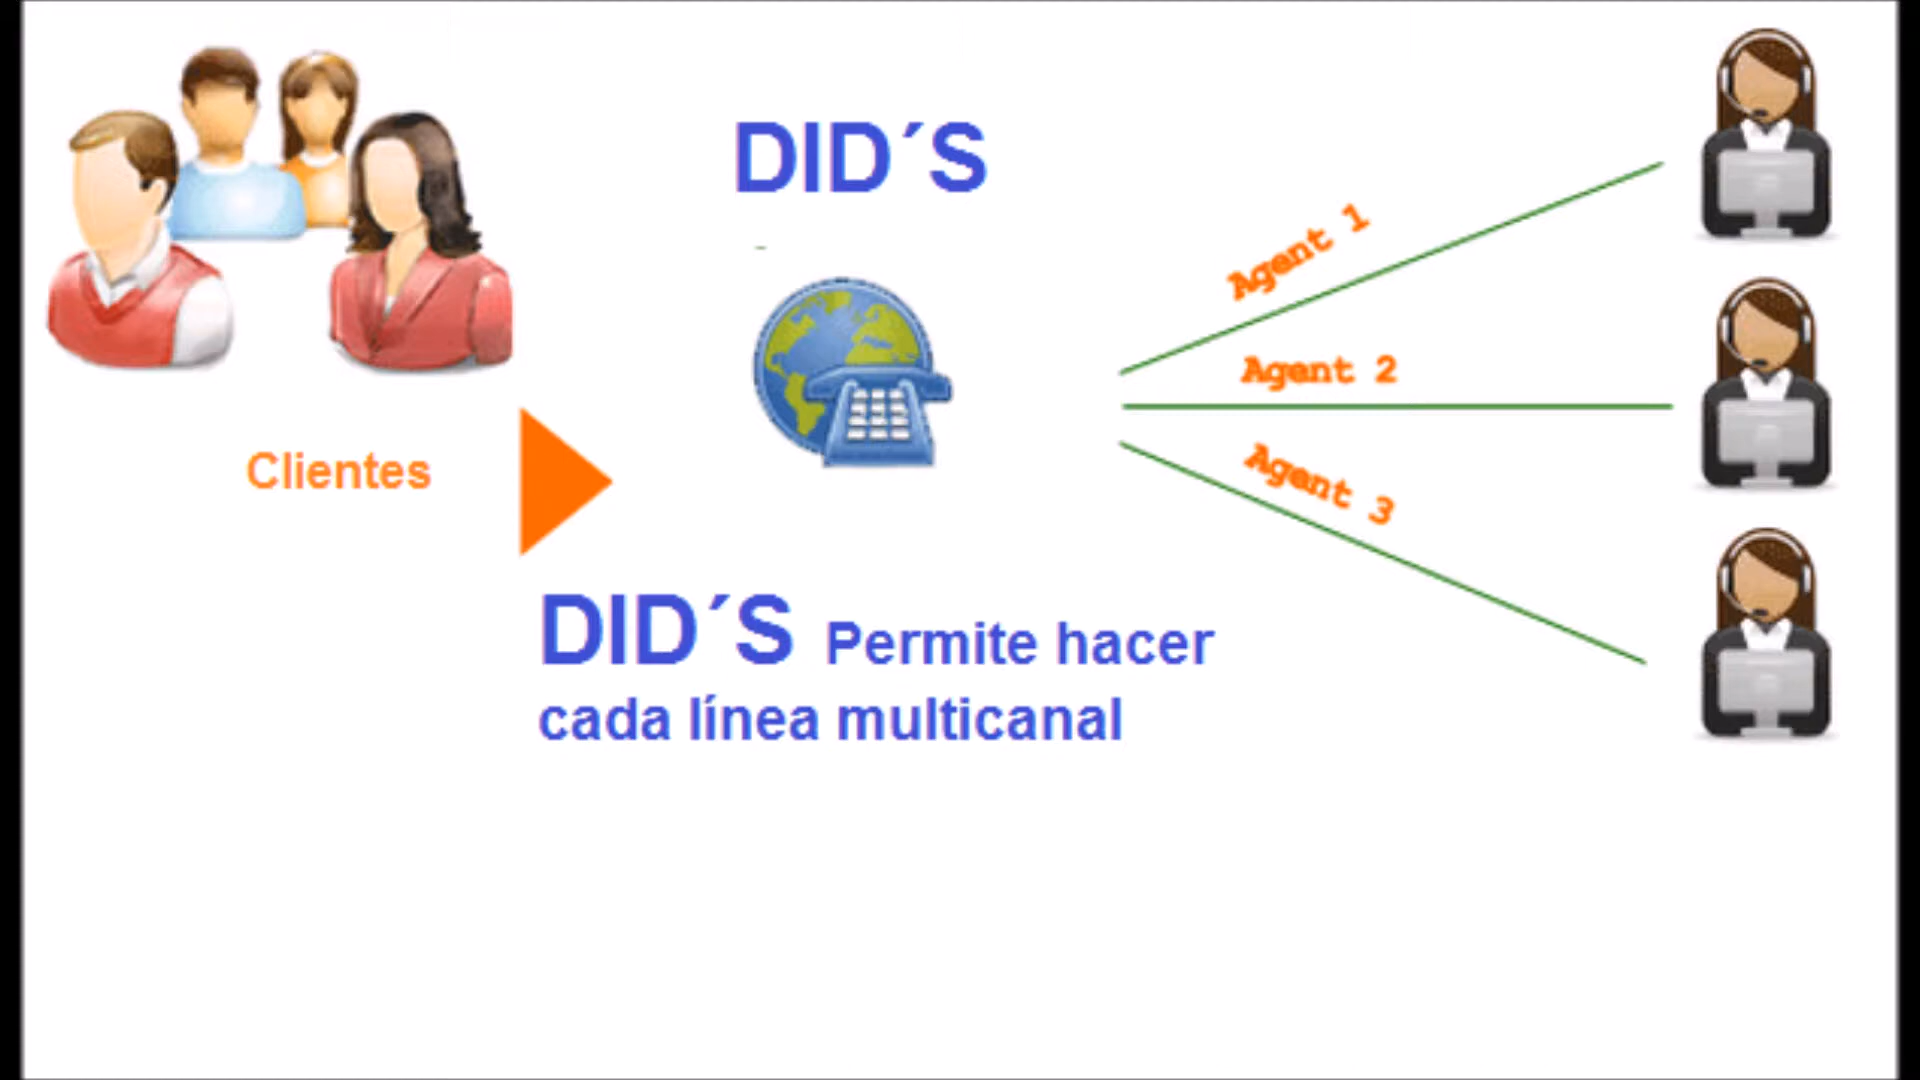 DID´S
Agent 1
Agent 2
Agent 3
Clientes
DID´S Permite hacer
cada línea multicanal